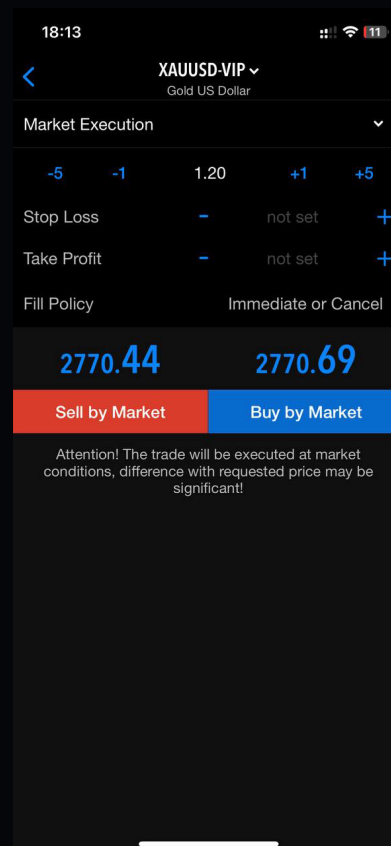 18:13
11
XAUUSD-VIP
Gold US Dollar
Market Execution
-5 -1 1.20 +1 +5
Stop Loss - not set +
Take Profit - not set +
Fill Policy Immediate or Cancel
2770.44 2770.69
Sell by Market Buy by Market
Attention! The trade will be executed at market
conditions, difference with requested price may be
significant!